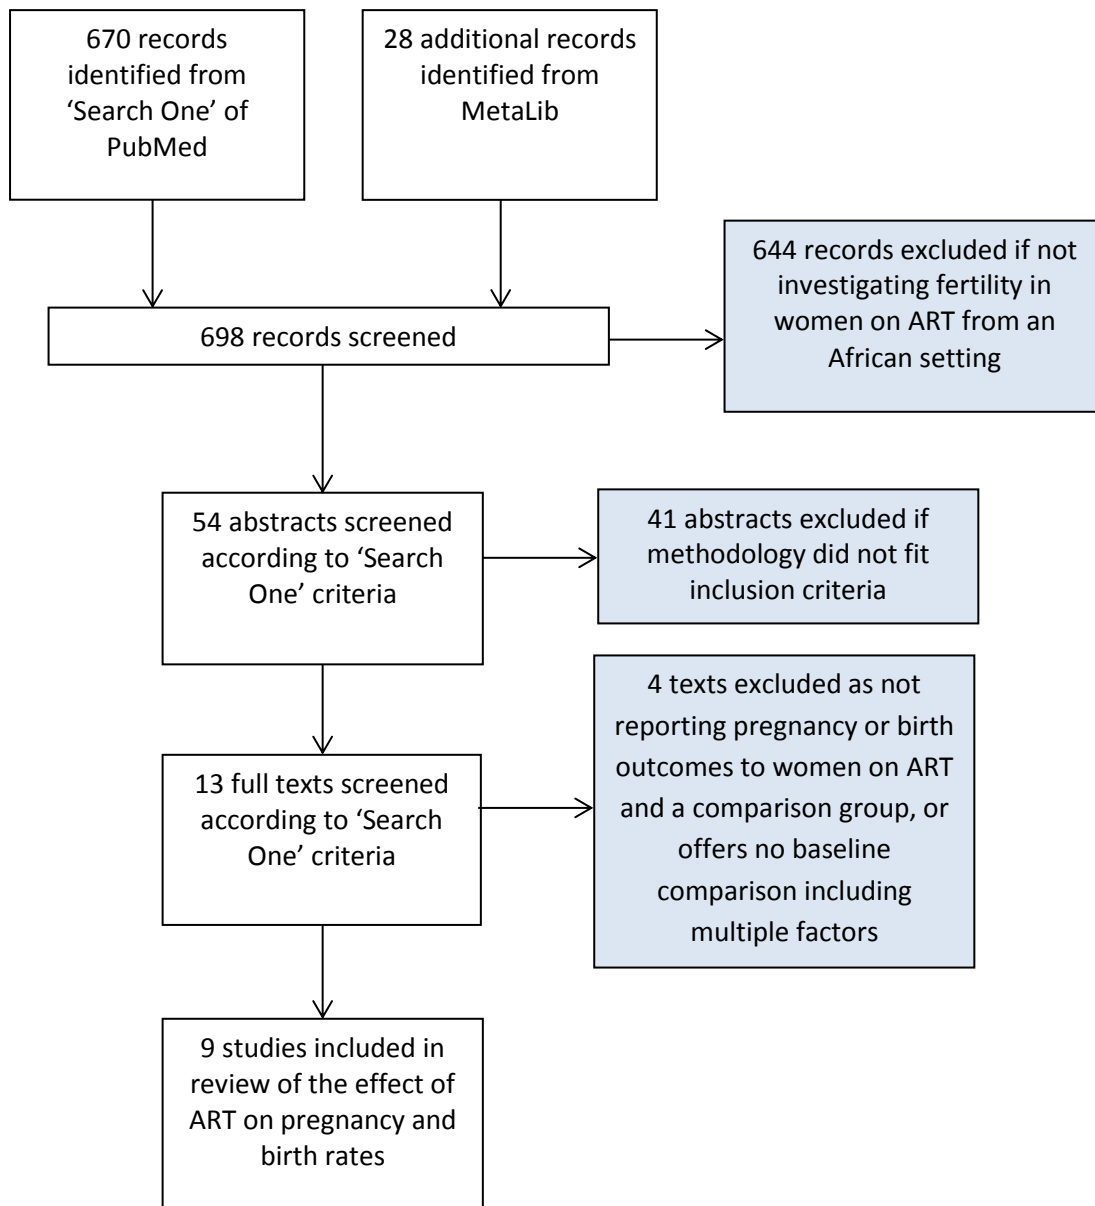 670 records
identified from
‘Search One’ of
PubMed
28 additional records
identified from
MetaLib
644 records excluded if not
investigating fertility in
women on ART from an
African setting
698 records screened
54 abstracts screened
according to ‘Search
One’ criteria
41 abstracts excluded if
methodology did not fit
inclusion criteria
4 texts excluded as not
reporting pregnancy or birth
outcomes to women on ART
and a comparison group, or
offers no baseline
comparison including
multiple factors
13 full texts screened
according to ‘Search
One’ criteria
9 studies included in
review of the effect of
ART on pregnancy and
birth rates